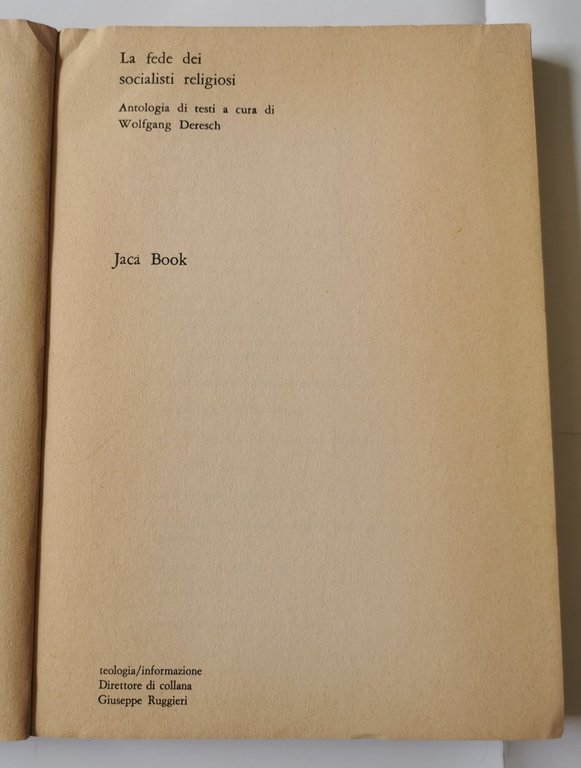 La fede dei
socialisti religiosi
Antologia di testi a cura di
Wolfgang Deresch
Jaca Book
teologia/informazione
Direttore di collana
Giuseppe Ruggieri